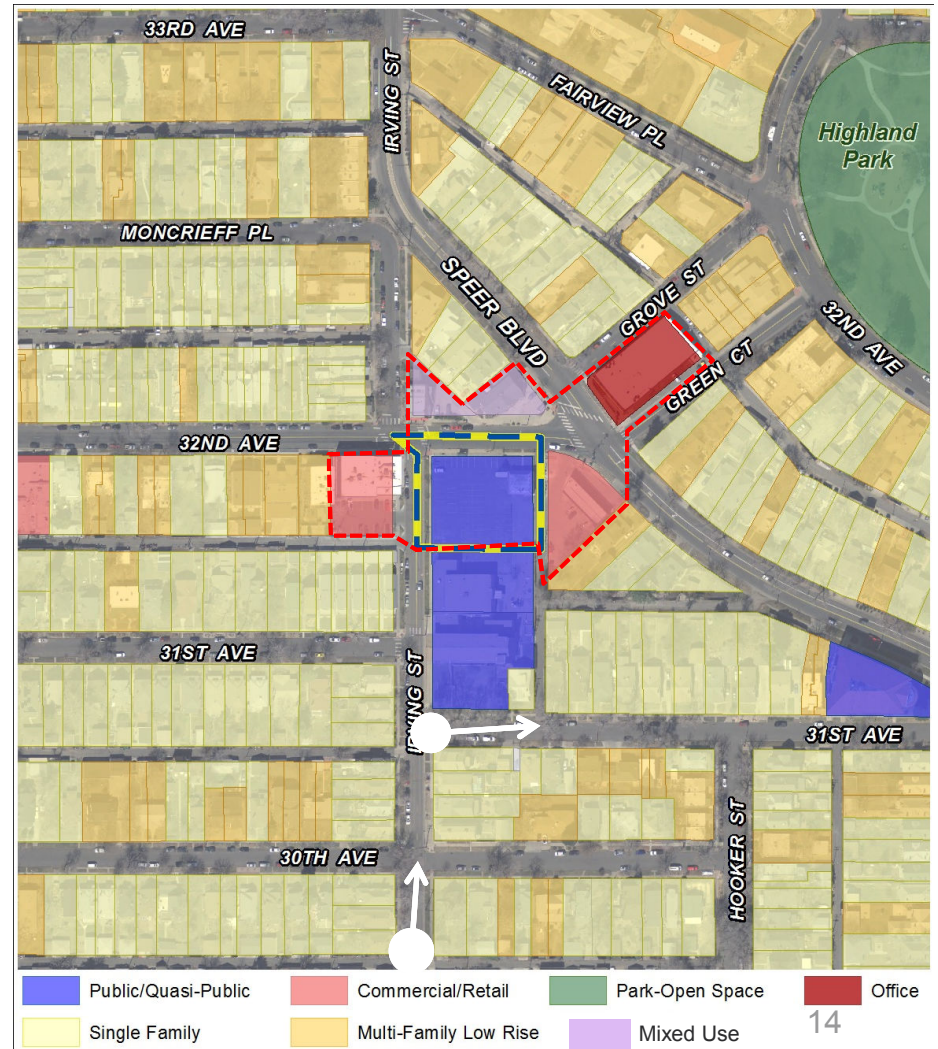 33RD AVE
IRVING ST
FAIRVIEW PL
Highland
Park
MONCRIEFF PL
SPEER BLVD
GROVE ST
32ND AVE
GREEN CT
32ND AVE
31ST AVE
IRVING ST
31ST AVE
HOOKER ST
30TH AVE
Public/Quasi-Public
Commercial/Retail
Park-Open Space
Office
Single Family
Multi-Family Low Rise
Mixed Use
14